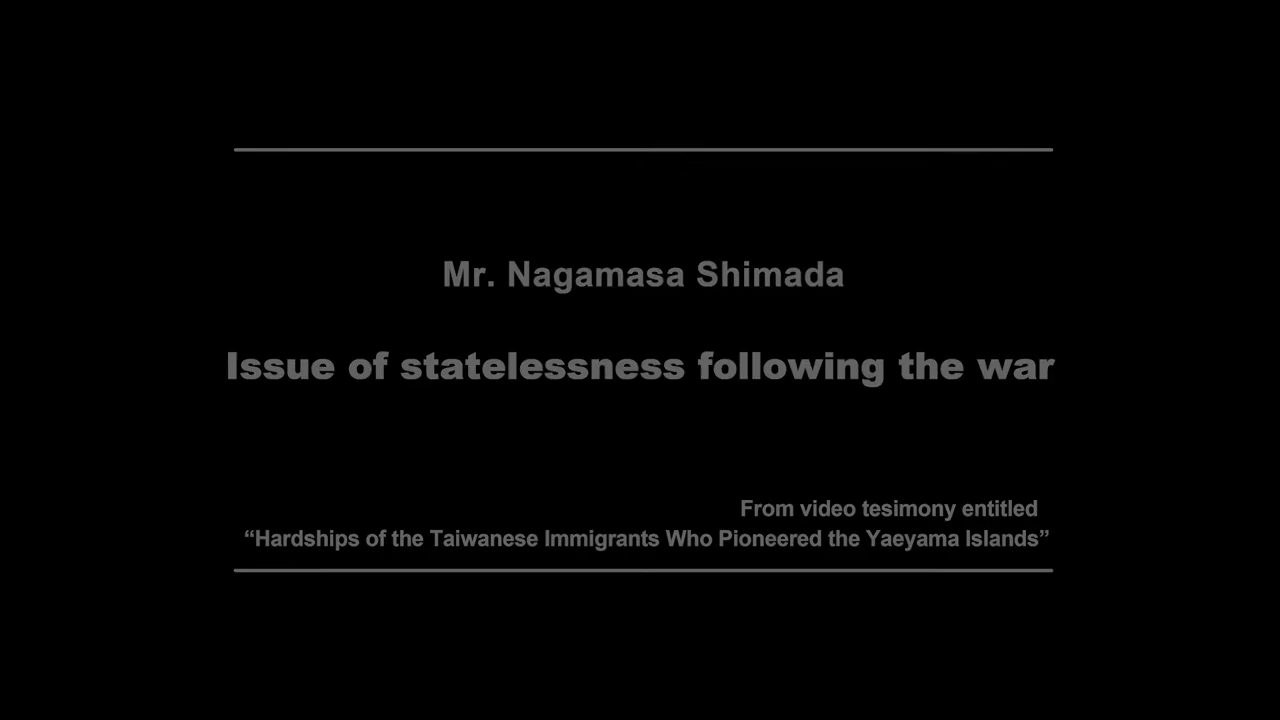 Mr. Nagamasa Shimada
Issue of statelessness following the war
From video tesimony entitled
“Hardships of the Taiwanese Immigrants Who Pioneered the Yaeyama Islands”